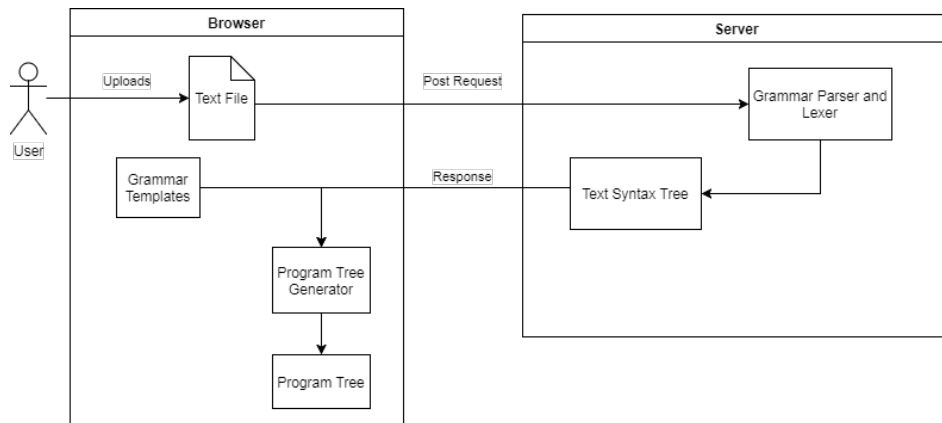 Browser
Server
Uploads
Text File
Post Request
Grammar Parser and
Lexer
User
Grammar
Templates
Response
Text Syntax Tree
Program Tree
Generator
Program Tree